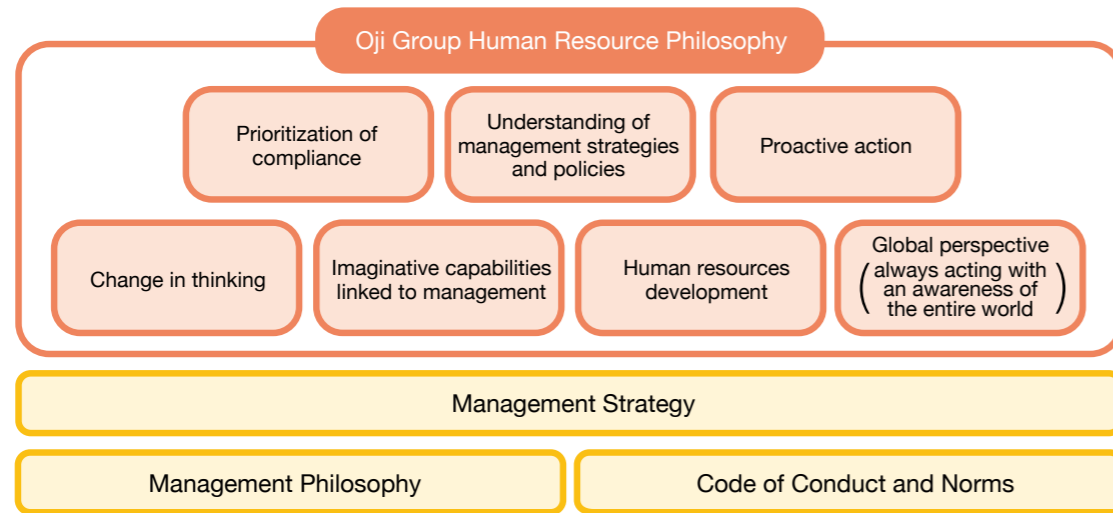 Oji Group Human Resource Philosophy
Prioritization of
compliance
Understanding of
management strategies
and policies
Proactive action
Change in thinking
Imaginative capabilities
linked to management
Human resources
development
Global perspective
(always acting with
an awareness of
the entire world)
Management Strategy
Management Philosophy
Code of Conduct and Norms